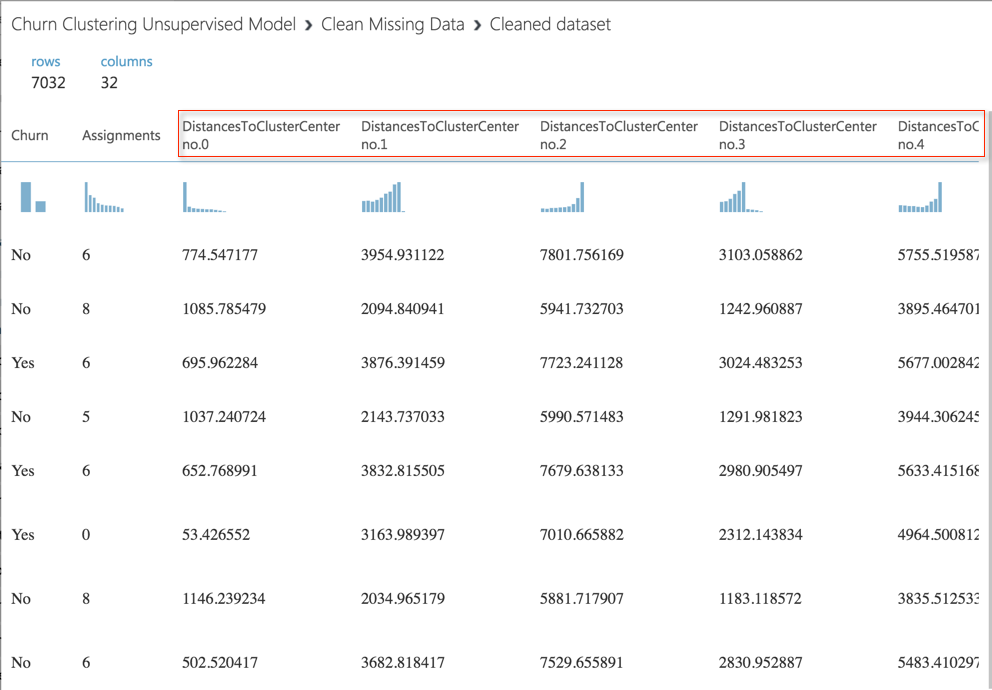 Churn Clustering Unsupervised Model › Clean Missing Data › Cleaned dataset
rows columns
7032 32
Churn Assignments DistancesToClusterCenter no.0 DistancesToClusterCenter no.1 DistancesToClusterCenter no.2 DistancesToClusterCenter no.3 DistancesToC no.4
No 6 774.547177 3954.931122 7801.756169 3103.058862 5755.519587
No 8 1085.785479 2094.840941 5941.732703 1242.960887 3895.464701
Yes 6 695.962284 3876.391459 7723.241128 3024.483253 5677.002842
No 5 1037.240724 2143.737033 5990.571483 1291.981823 3944.306245
Yes 6 652.768991 3832.815505 7679.638133 2980.905497 5633.415168
Yes 0 53.426552 3163.989397 7010.665882 2312.143834 4964.500812
No 8 1146.239234 2034.965179 5881.717907 1183.118572 3835.512533
No 6 502.520417 3682.818417 7529.655891 2830.952887 5483.410297